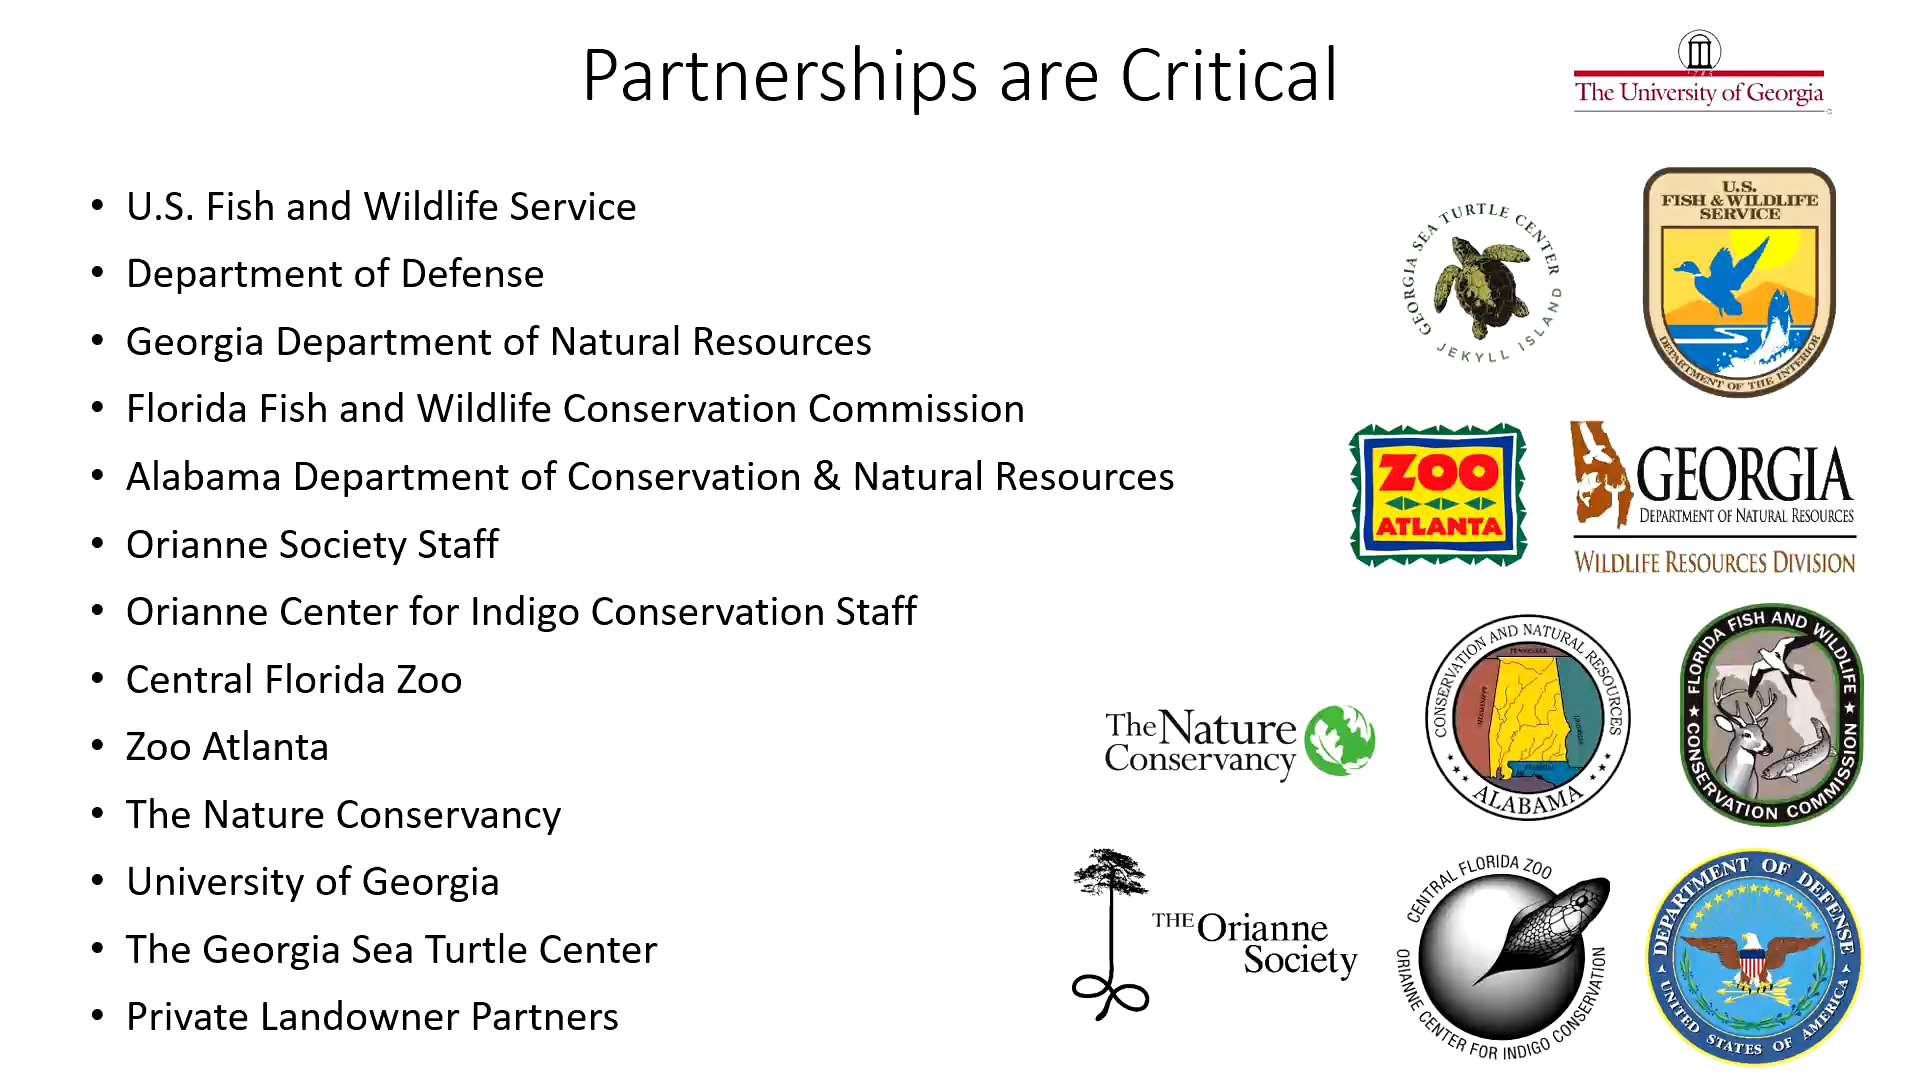 Partnerships are Critical
1785
The University of Georgia
• U.S. Fish and Wildlife Service
• Department of Defense
• Georgia Department of Natural Resources
• Florida Fish and Wildlife Conservation Commission
• Alabama Department of Conservation & Natural Resources
• Orianne Society Staff
• Orianne Center for Indigo Conservation Staff
• Central Florida Zoo
• Zoo Atlanta
• The Nature Conservancy
• University of Georgia
• The Georgia Sea Turtle Center
• Private Landowner Partners
GEORGIA SEA TURTLE CENTER
JEKYLL ISLAND
U.S.
FISH & WILDLIFE
SERVICE
DEPARTMENT OF THE INTERIOR
ZOO
ATLANTA
GEORGIA
DEPARTMENT OF NATURAL RESOURCES
WILDLIFE RESOURCES DIVISION
The Nature
Conservancy
CONSERVATION AND NATURAL RESOURCES
TENNESSEE
MISSISSIPPI
ALABAMA
FLORIDA FISH AND WILDLIFE
CONSERVATION COMMISSION
THE Orianne
Society
CENTRAL FLORIDA ZOO
ORIANNE CENTER FOR INDIGO CONSERVATION
DEPARTMENT OF DEFENSE
UNITED STATES OF AMERICA